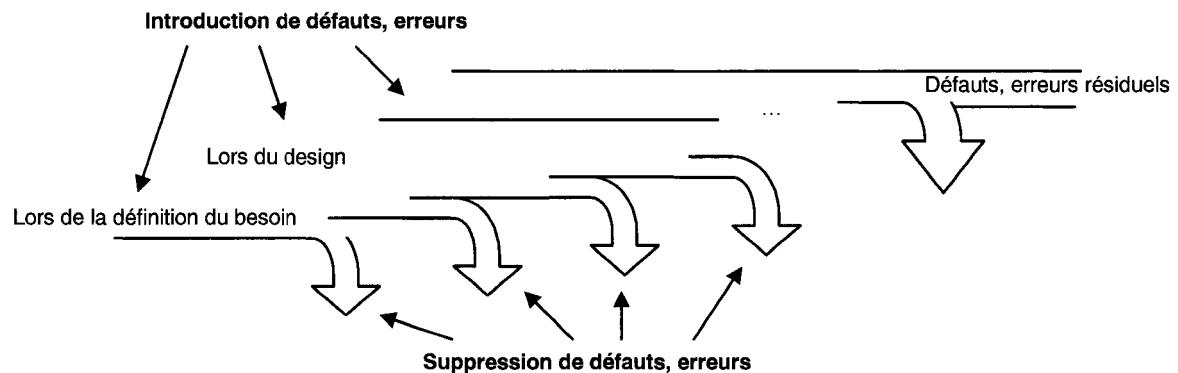 Introduction de défauts, erreurs
Défauts, erreurs résiduels
...
Lors du design
Lors de la définition du besoin
Suppression de défauts, erreurs